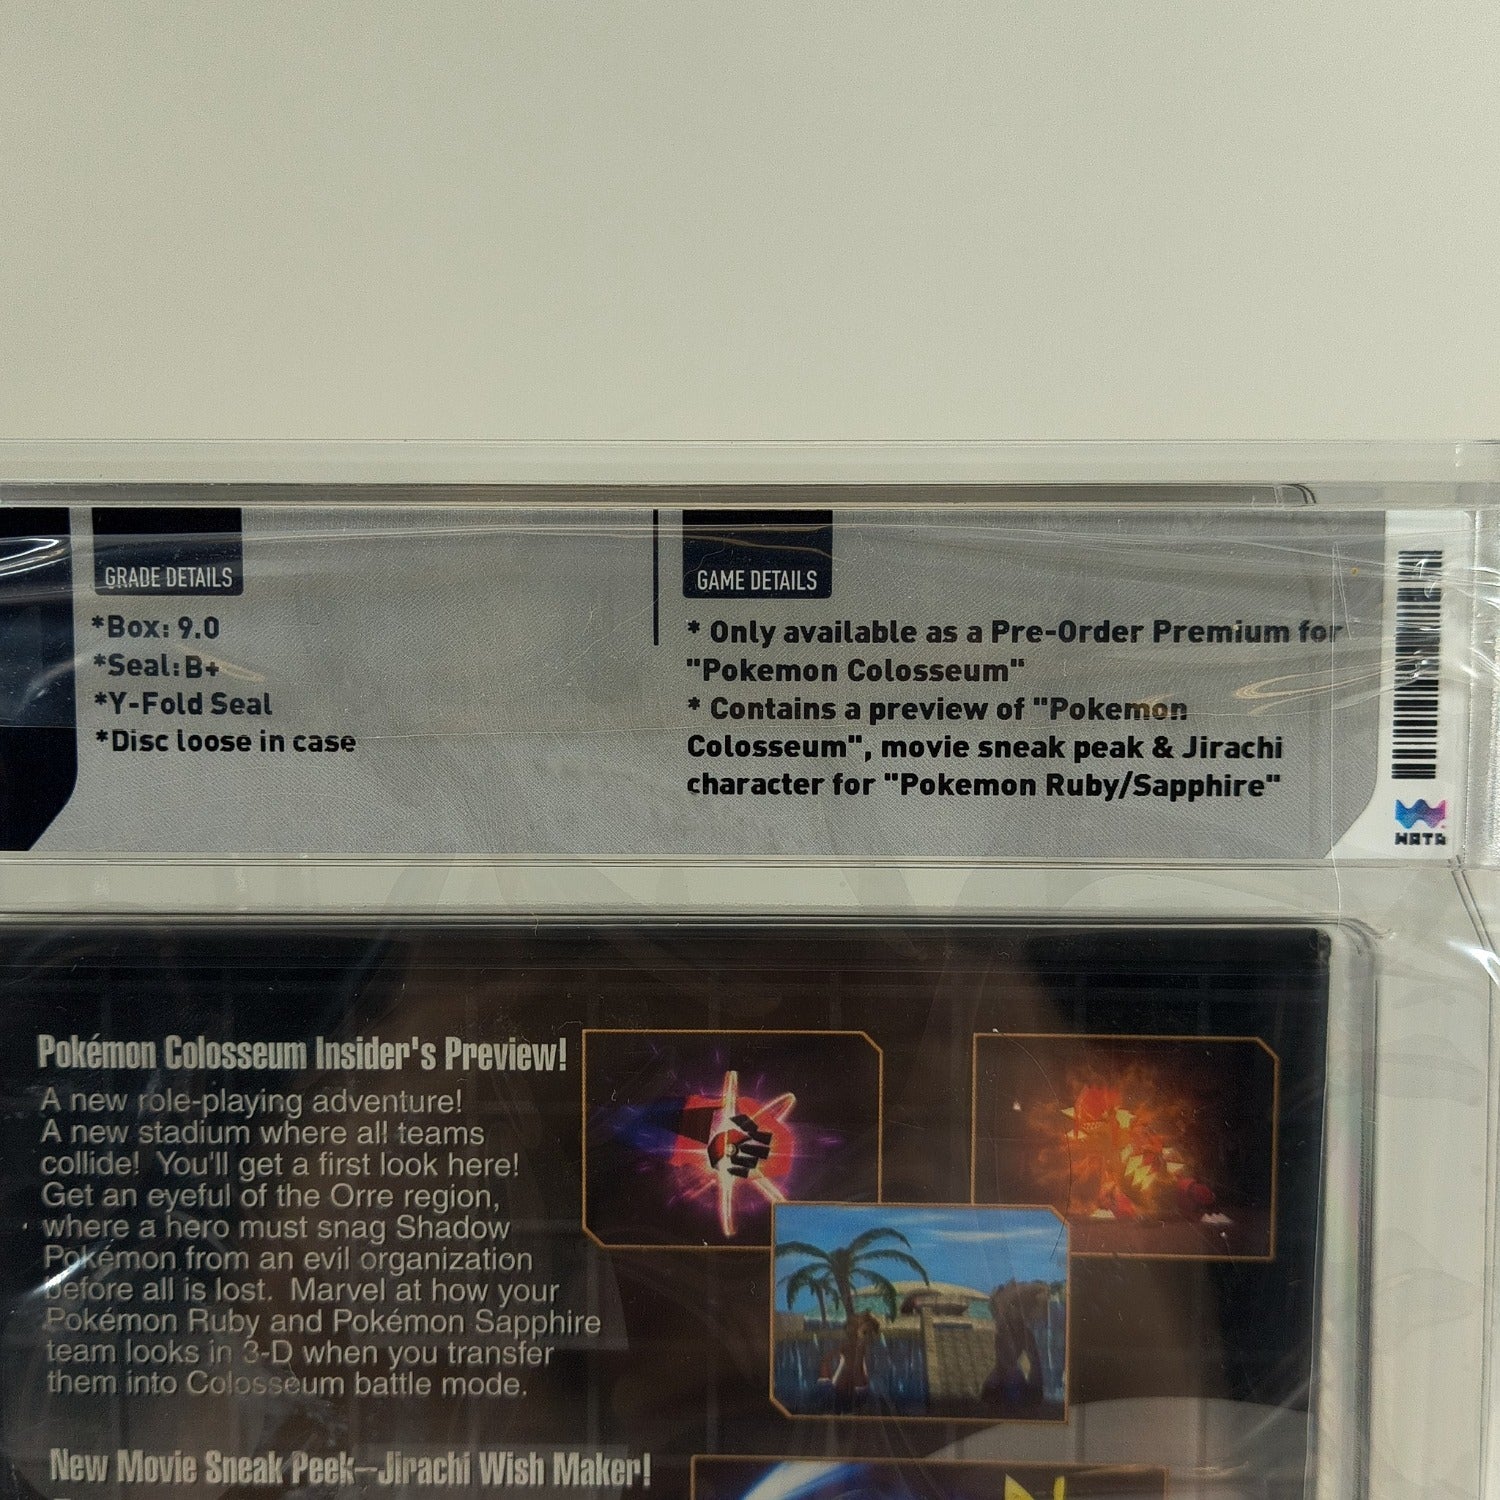 GRADE DETAILS
*Box: 9.0
*Seal: B+
*Y-Fold Seal
*Disc loose in case
GAME DETAILS
* Only available as a Pre-Order Premium for
"Pokemon Colosseum"
* Contains a preview of "Pokemon
Colosseum", movie sneak peak & Jirachi
character for "Pokemon Ruby/Sapphire"
WATA
Pokémon Colosseum Insider's Preview!
A new role-playing adventure!
A new stadium where all teams
collide! You'll get a first look here!
Get an eyeful of the Orre region,
where a hero must snag Shadow
Pokémon from an evil organization
before all is lost. Marvel at how your
Pokémon Ruby and Pokémon Sapphire
team looks in 3-D when you transfer
them into Colosseum battle mode.
New Movie Sneak Peek—Jirachi Wish Maker!